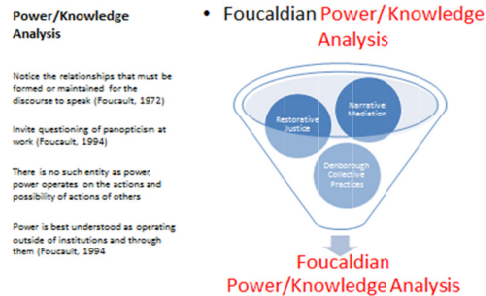 Power/Knowledge
Analysis
Notice the relationships that must be
formed or maintained for the
discourse to speak (Foucault, 1972)
Invite questioning of panopticism at
work (Foucault, 1994)
There is no such entity as power,
power operates on the actions and
possibility of actions of others
Power is best understood as operating
outside of institutions and through
them (Foucault, 1994
• Foucaldian Power/Knowledge
Analysis
Restorative
Justice
Narrative
Mediation
Denborough
Collective
Practices
Foucaldian
Power/Knowledge Analysis